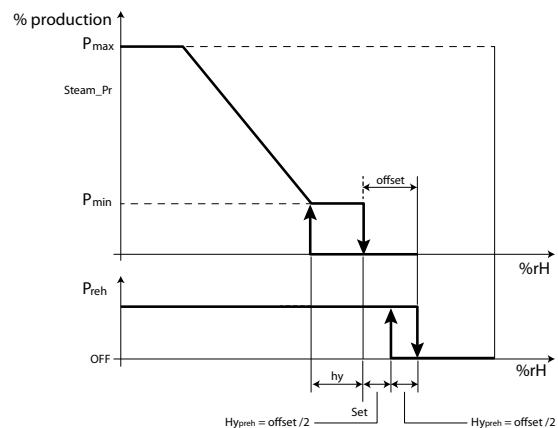 % production
Pmax
Steam_Pr
offset
Pmin
%rH
Preh
OFF
%rH
hy
Set
Hypreh = offset /2
Hypreh = offset /2